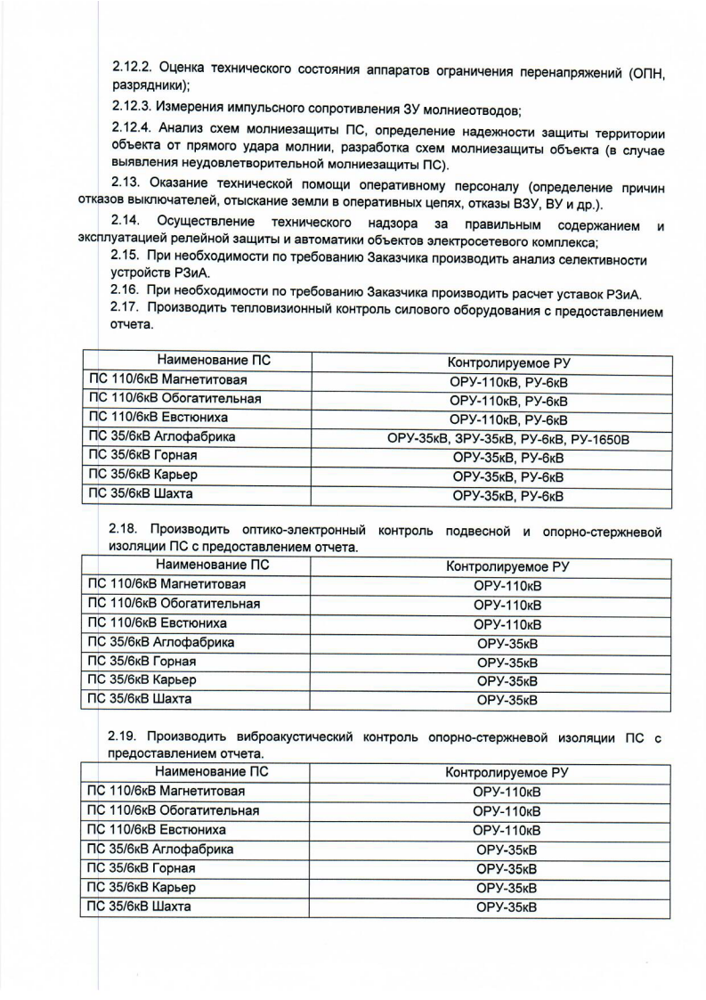 2.12.2. Оценка технического состояния аппаратов ограничения перенапряжений (ОПН,
разрядники);
2.12.3. Измерения импульсного сопротивления ЗУ молниеотводов;
2.12.4. Анализ схем молниезащиты ПС, определение надежности защиты территории
объекта от прямого удара молнии, разработка схем молниезащиты объекта (в случае
выявления неудовлетворительной молниезащиты ПС).
2.13. Оказание технической помощи оперативному персоналу (определение причин
отказов выключателей, отыскание земли в оперативных цепях, отказы ВЗУ, ВУ и др.).
2.14. Осуществление технического надзора за правильным содержанием и
эксплуатацией релейной защиты и автоматики объектов электросетевого комплекса;
2.15. При необходимости по требованию Заказчика производить анализ селективности
устройств РЗиА.
2.16. При необходимости по требованию Заказчика производить расчет уставок РЗиА.
2.17. Производить тепловизионный контроль силового оборудования с предоставлением
отчета.
Наименование ПС Контролируемое РУ
ПС 110/6кВ Магнетитовая ОРУ-110кВ, РУ-6кВ
ПС 110/6кВ Обогатительная ОРУ-110кВ, РУ-6кВ
ПС 110/6кВ Евстюниха ОРУ-110кВ, РУ-6кВ
ПС 35/6кВ Аглофабрика ОРУ-35кВ, ЗРУ-35кВ, РУ-6кВ, РУ-1650В
ПС 35/6кВ Горная ОРУ-35кВ, РУ-6кВ
ПС 35/6кВ Карьер ОРУ-35кВ, РУ-6кВ
ПС 35/6кВ Шахта ОРУ-35кВ, РУ-6кВ
2.18. Производить оптико-электронный контроль подвесной и опорно-стержневой
изоляции ПС с предоставлением отчета.
Наименование ПС Контролируемое РУ
ПС 110/6кВ Магнетитовая ОРУ-110кВ
ПС 110/6кВ Обогатительная ОРУ-110кВ
ПС 110/6кВ Евстюниха ОРУ-110кВ
ПС 35/6кВ Аглофабрика ОРУ-35кВ
ПС 35/6кВ Горная ОРУ-35кВ
ПС 35/6кВ Карьер ОРУ-35кВ
ПС 35/6кВ Шахта ОРУ-35кВ
2.19. Производить виброакустический контроль опорно-стержневой изоляции ПС с
предоставлением отчета.
Наименование ПС Контролируемое РУ
ПС 110/6кВ Магнетитовая ОРУ-110кВ
ПС 110/6кВ Обогатительная ОРУ-110кВ
ПС 110/6кВ Евстюниха ОРУ-110кВ
ПС 35/6кВ Аглофабрика ОРУ-35кВ
ПС 35/6кВ Горная ОРУ-35кВ
ПС 35/6кВ Карьер ОРУ-35кВ
ПС 35/6кВ Шахта ОРУ-35кВ